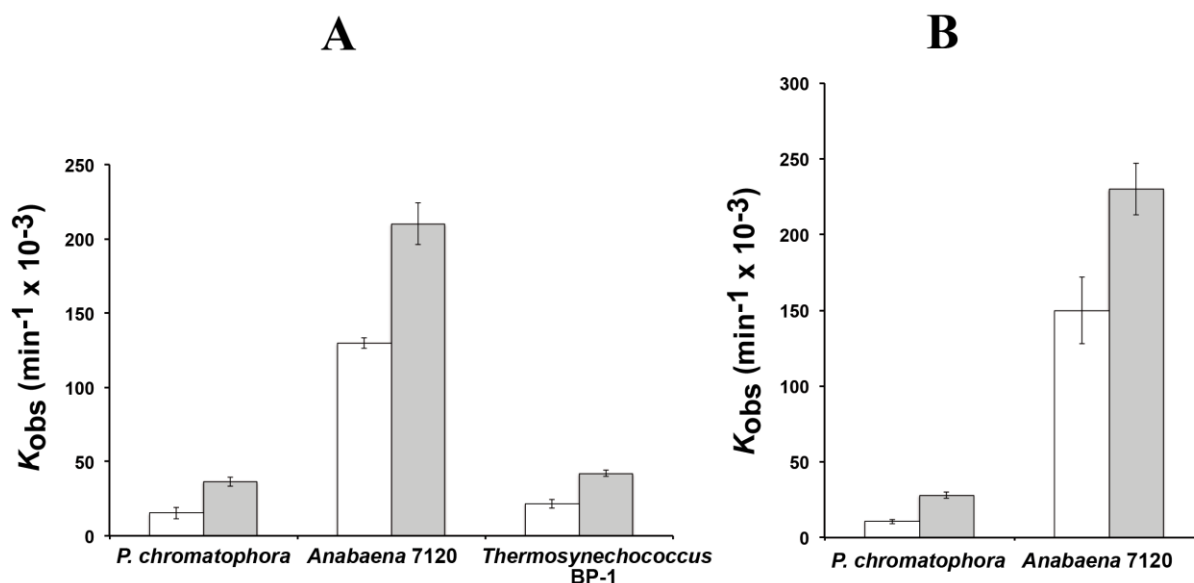 A
B
Kobs (min-1 x 10-3)
250
200
150
100
50
0
P. chromatophora Anabaena 7120 Thermosynechococcus
BP-1
Kobs (min-1 x 10-3)
300
250
200
150
100
50
0
P. chromatophora Anabaena 7120